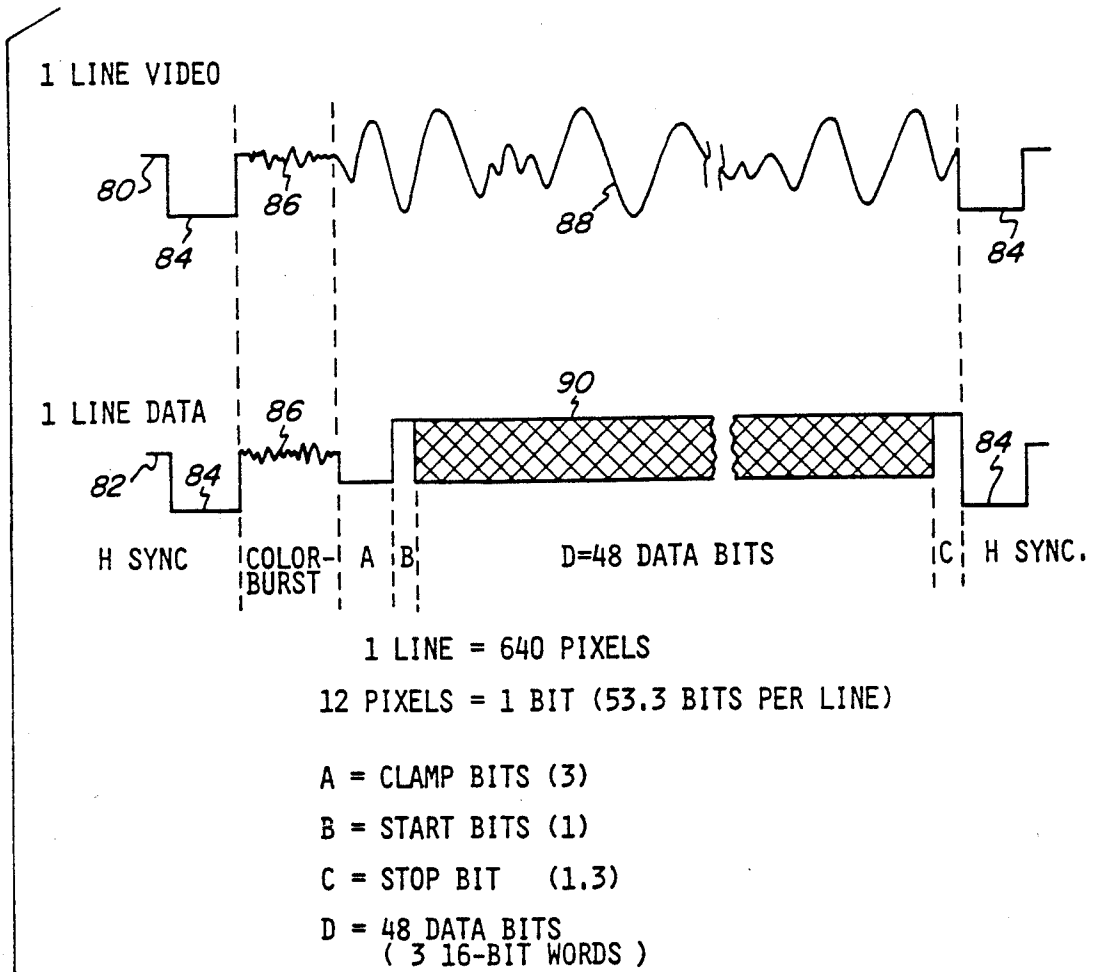 1 LINE VIDEO
80
84
86
88
84
1 LINE DATA
86
90
82
84
84
H SYNC
COLOR-
BURST
A
B
D=48 DATA BITS
C
H SYNC.
1 LINE = 640 PIXELS
12 PIXELS = 1 BIT (53.3 BITS PER LINE)
A = CLAMP BITS (3)
B = START BITS (1)
C = STOP BIT (1.3)
D = 48 DATA BITS
( 3 16-BIT WORDS )